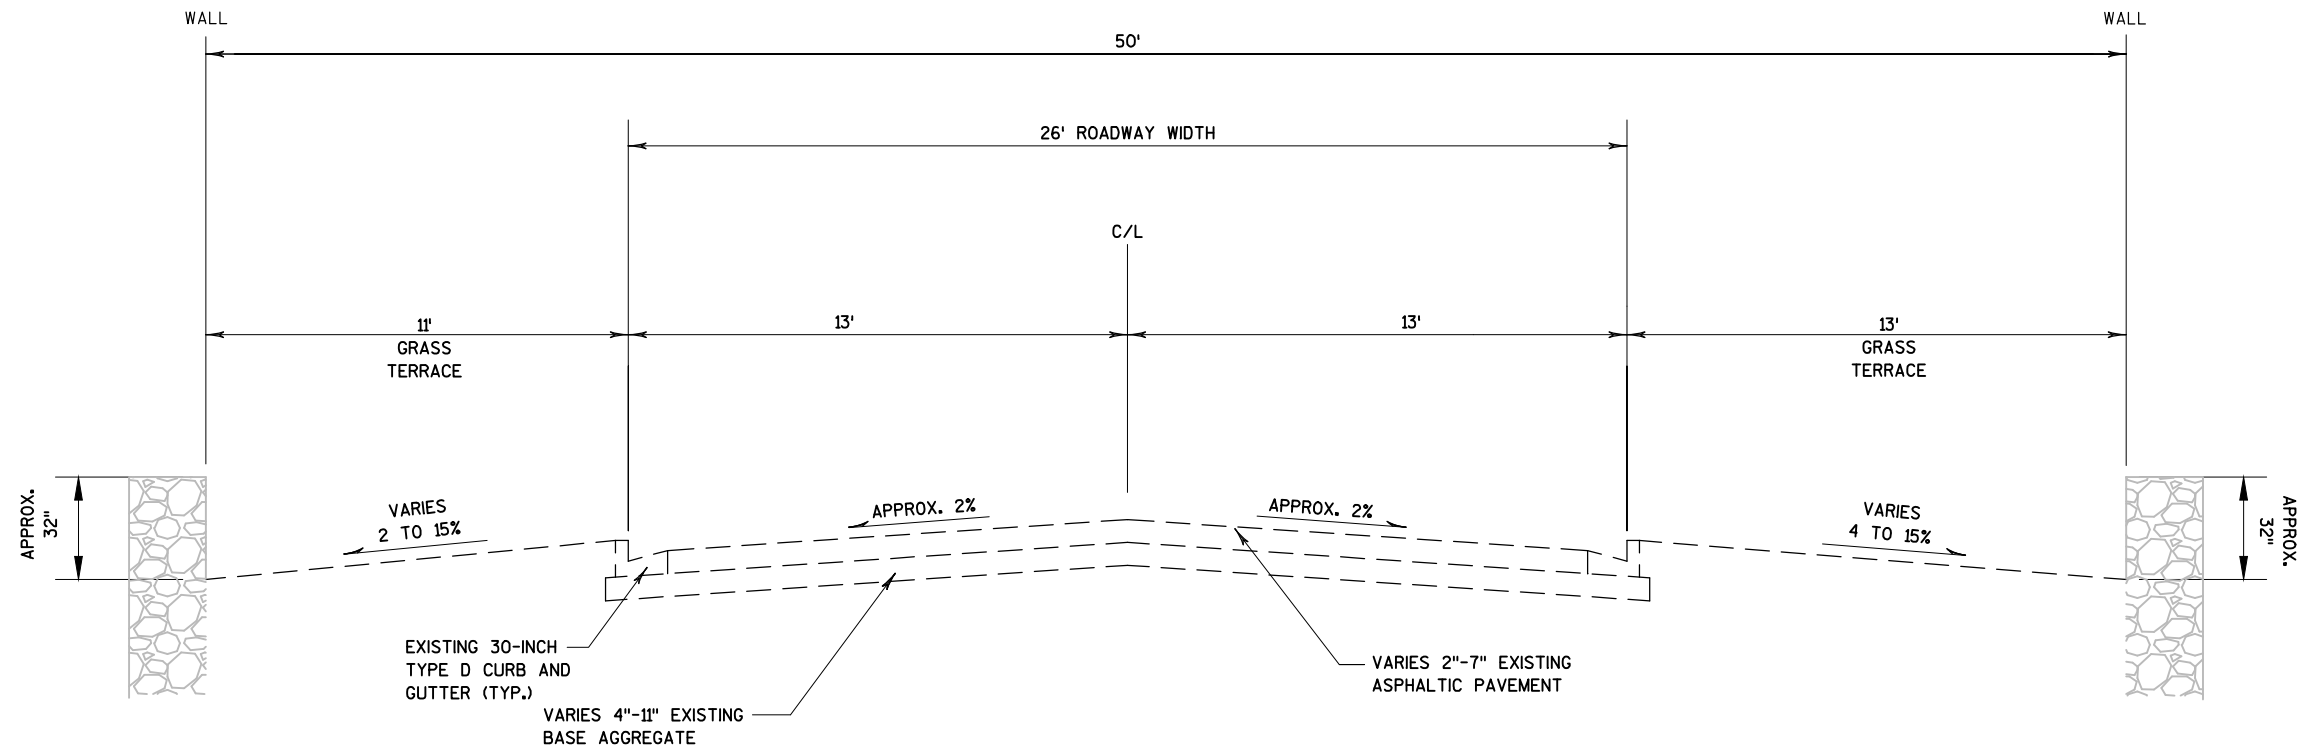 WALL
WALL
50'
26' ROADWAY WIDTH
C/L
11'
GRASS
TERRACE
13'
13'
13'
GRASS
TERRACE
APPROX.
32"
VARIES
2 TO 15%
APPROX. 2%
APPROX. 2%
VARIES
4 TO 15%
APPROX.
32"
EXISTING 30-INCH
TYPE D CURB AND
GUTTER (TYP.)
VARIES 4"-11" EXISTING
BASE AGGREGATE
VARIES 2"-7" EXISTING
ASPHALTIC PAVEMENT